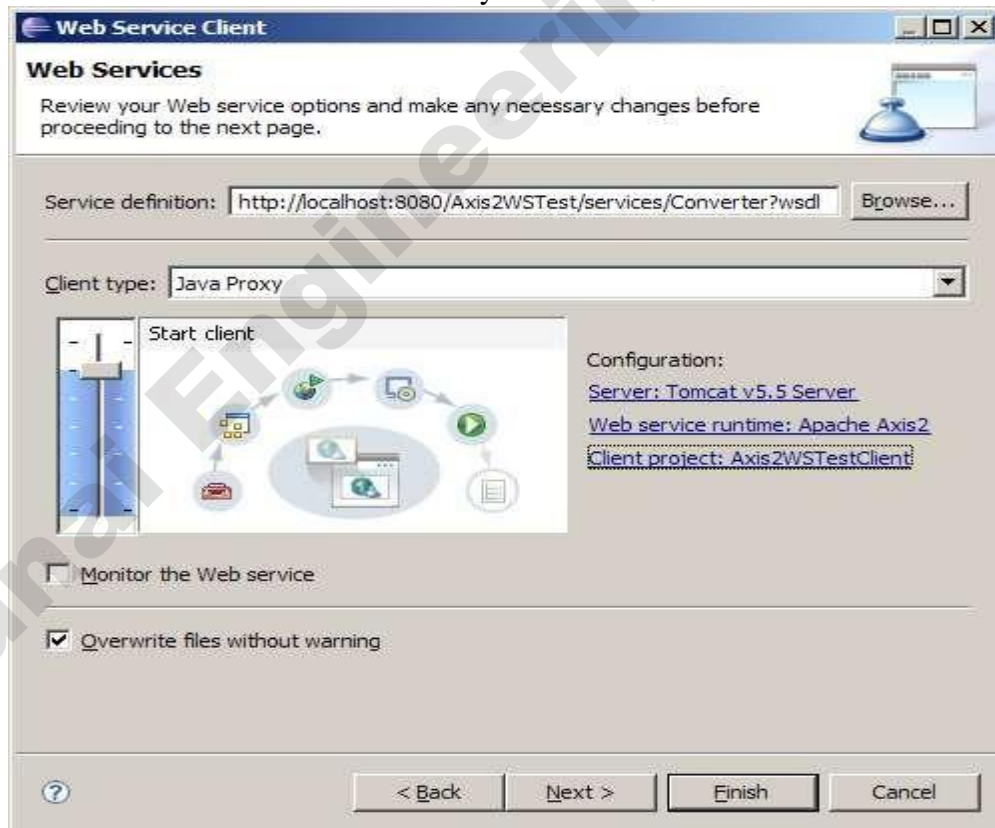 Web Service Client
Web Services
Review your Web service options and make any necessary changes before
proceeding to the next page.
Service definition: http://localhost:8080/Axis2WSTest/services/Converter?wsdl Browse...
Client type: Java Proxy
Start client
Configuration:
Server: Tomcat v5.5 Server
Web service runtime: Apache Axis2
Client project: Axis2WSTestClient
Monitor the Web service
Overwrite files without warning
< Back Next > Finish Cancel